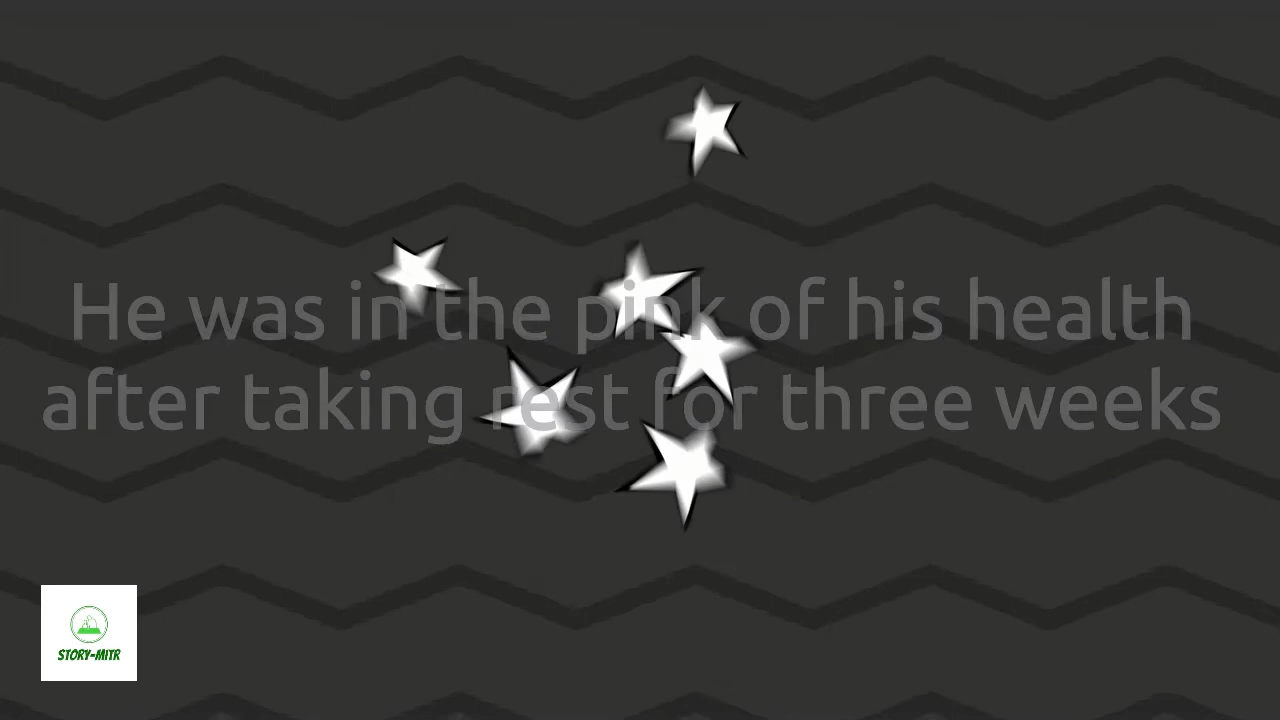 He was in the pink of his health
after taking rest for three weeks
STORY-MITR